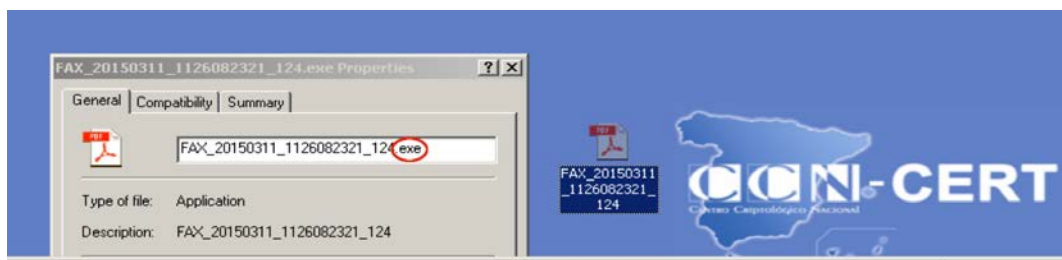 FAX_20150311_1126082321_124.exe Properties
? X
General Compatibility Summary
PDF
FAX_20150311_1126082321_124.exe
Type of file: Application
Description: FAX_20150311_1126082321_124
PDF
FAX_20150311
_1126082321_
124
CCN-CERT
Centro Criptológico Nacional